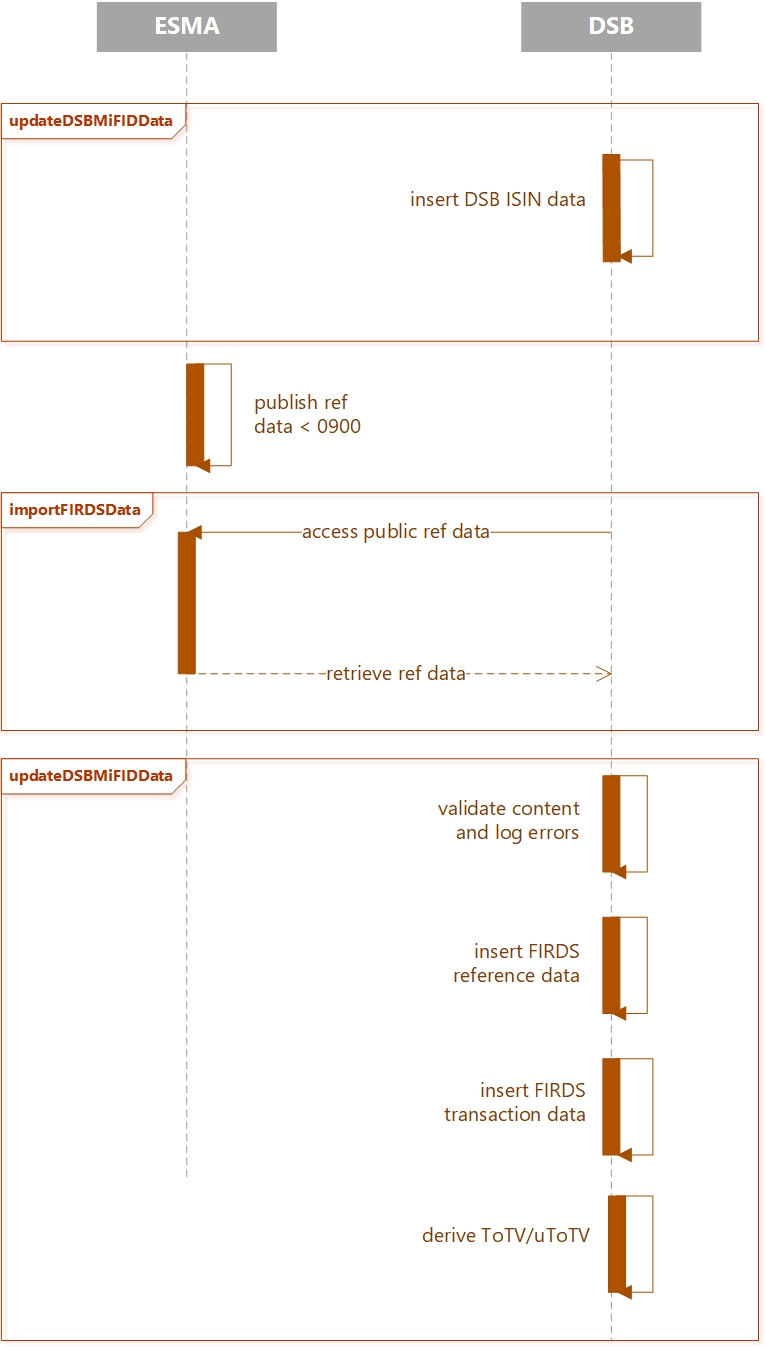 ESMA
DSB
updateDSBMiFIDData
insert DSB ISIN data
publish ref
data < 0900
importFIRDSData
access public ref data
retrieve ref data
updateDSBMiFIDData
validate content
and log errors
insert FIRDS
reference data
insert FIRDS
transaction data
derive ToTV/uToTV